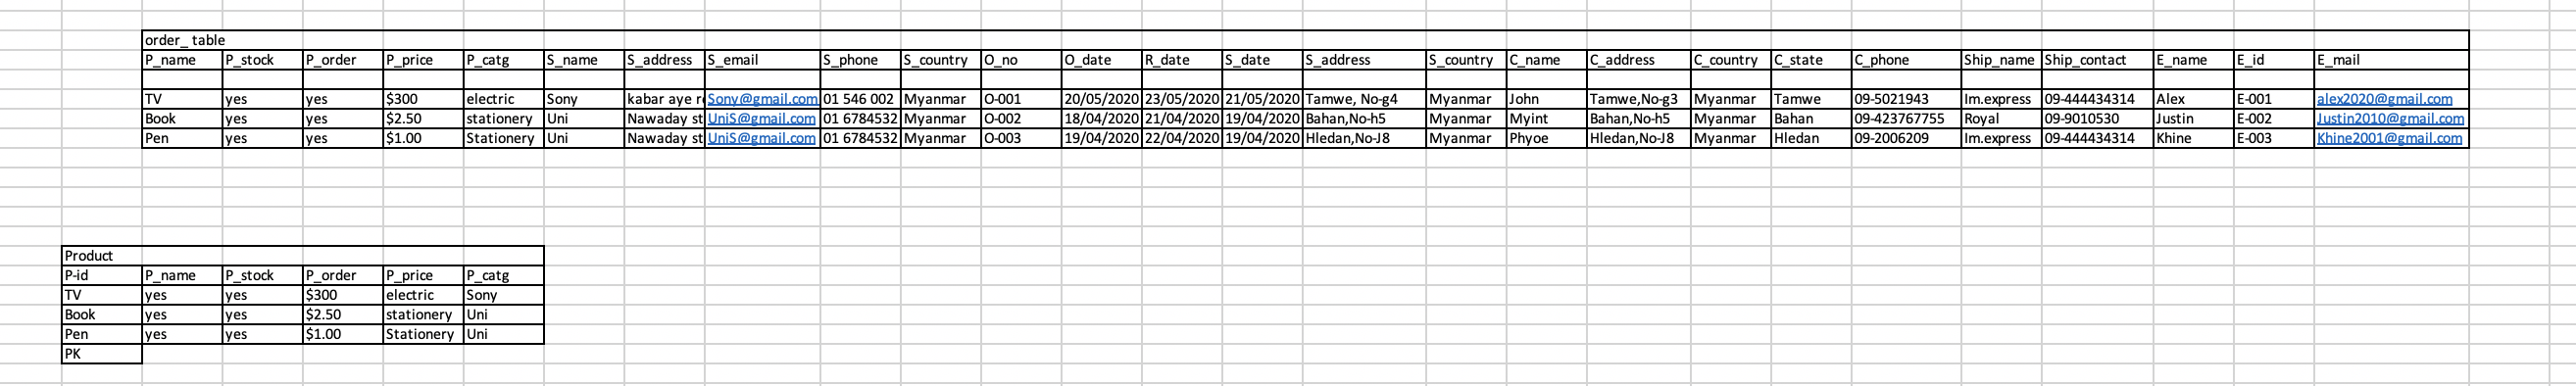 order_ table
P_name P_stock P_order P_price P_catg S_name S_address S_email S_phone S_country O_no O_date R_date S_date S_address S_country C_name C_address C_country C_state C_phone Ship_name Ship_contact E_name E_id E_mail
TV yes yes $300 electric Sony kabar aye Sony@gmail.com 01 546 002 Myanmar O-001 20/05/2020 23/05/2020 21/05/2020 Tamwe, No-g4 Myanmar John Tamwe,No-g3 Myanmar Tamwe 09-5021943 Im.express 09-444434314 Alex E-001 alex2020@gmail.com
Book yes yes $2.50 stationery Uni Nawaday st UniS@gmail.com 01 6784532 Myanmar O-002 18/04/2020 21/04/2020 19/04/2020 Bahan,No-h5 Myanmar Myint Bahan,No-h5 Myanmar Bahan 09-423767755 Royal 09-9010530 Justin E-002 Justin2010@gmail.com
Pen yes yes $1.00 Stationery Uni Nawaday st UniS@gmail.com 01 6784532 Myanmar O-003 19/04/2020 22/04/2020 19/04/2020 Hledan,No-J8 Myanmar Phyoe Hledan,No-J8 Myanmar Hledan 09-2006209 Im.express 09-444434314 Khine E-003 Khine2001@gmail.com
Product
P-id P_name P_stock P_order P_price P_catg
TV yes yes $300 electric Sony
Book yes yes $2.50 stationery Uni
Pen yes yes $1.00 Stationery Uni
PK